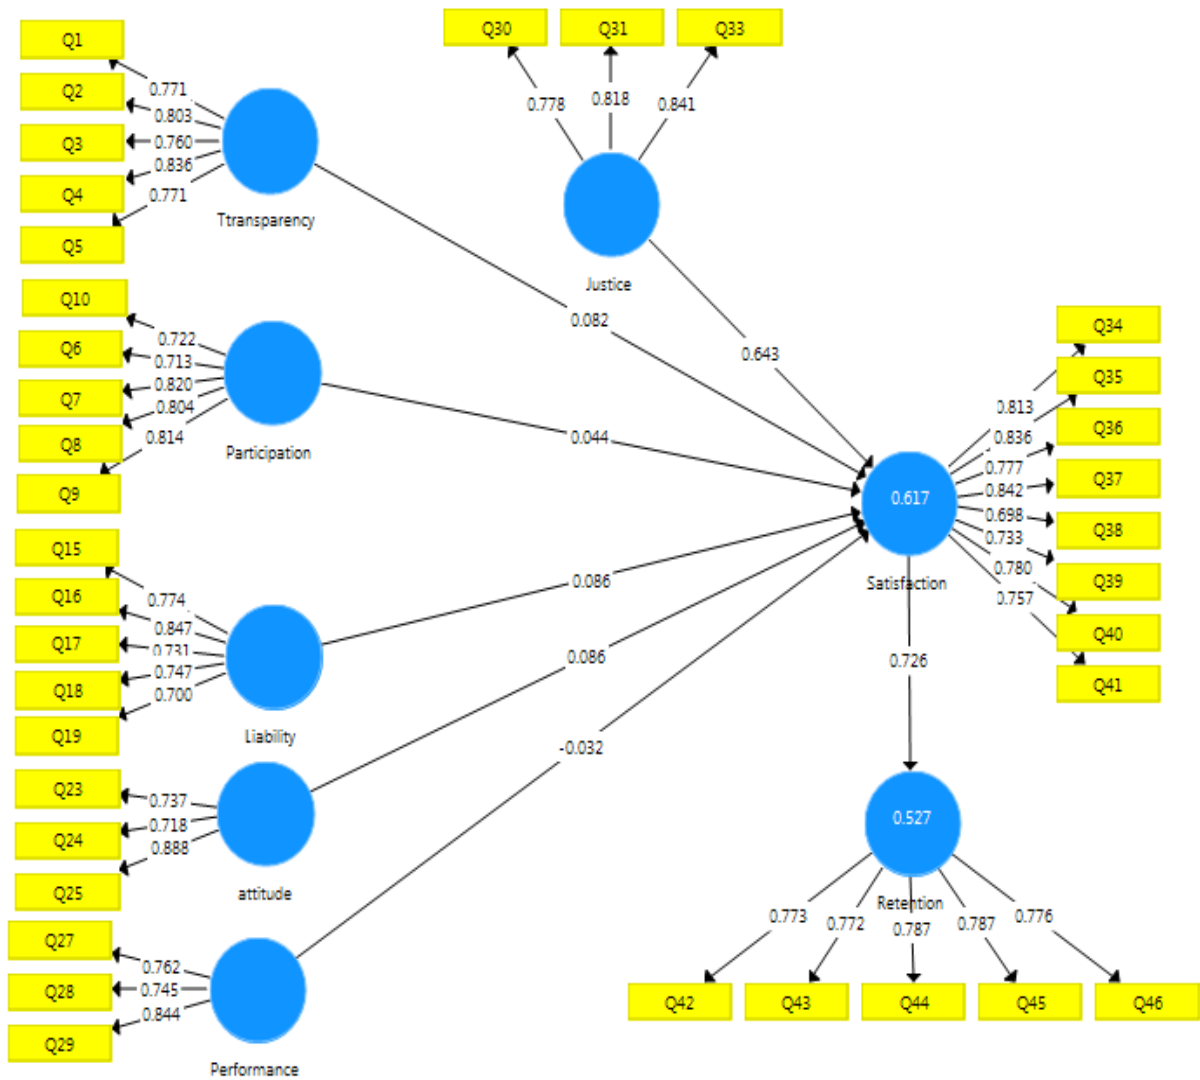 Q1
Q2
Q3
Q4
Q5
0.771
0.803
0.760
0.836
0.771
Ttransparency
Q30
Q31
Q33
0.778
0.818
0.841
Justice
0.082
0.643
Q10
Q6
Q7
Q8
Q9
0.722
0.713
0.820
0.804
0.814
Participation
0.044
Q15
Q16
Q17
Q18
Q19
0.774
0.847
0.731
0.747
0.700
Liability
0.086
Q23
Q24
Q25
0.737
0.718
0.888
attitude
0.086
Q27
Q28
Q29
0.762
0.745
0.844
Performance
-0.032
0.617
Satisfaction
0.813
0.836
0.777
0.842
0.698
0.733
0.780
0.757
Q34
Q35
Q36
Q37
Q38
Q39
Q40
Q41
0.726
0.527
Retention
0.773
0.772
0.787
0.787
0.776
Q42
Q43
Q44
Q45
Q46